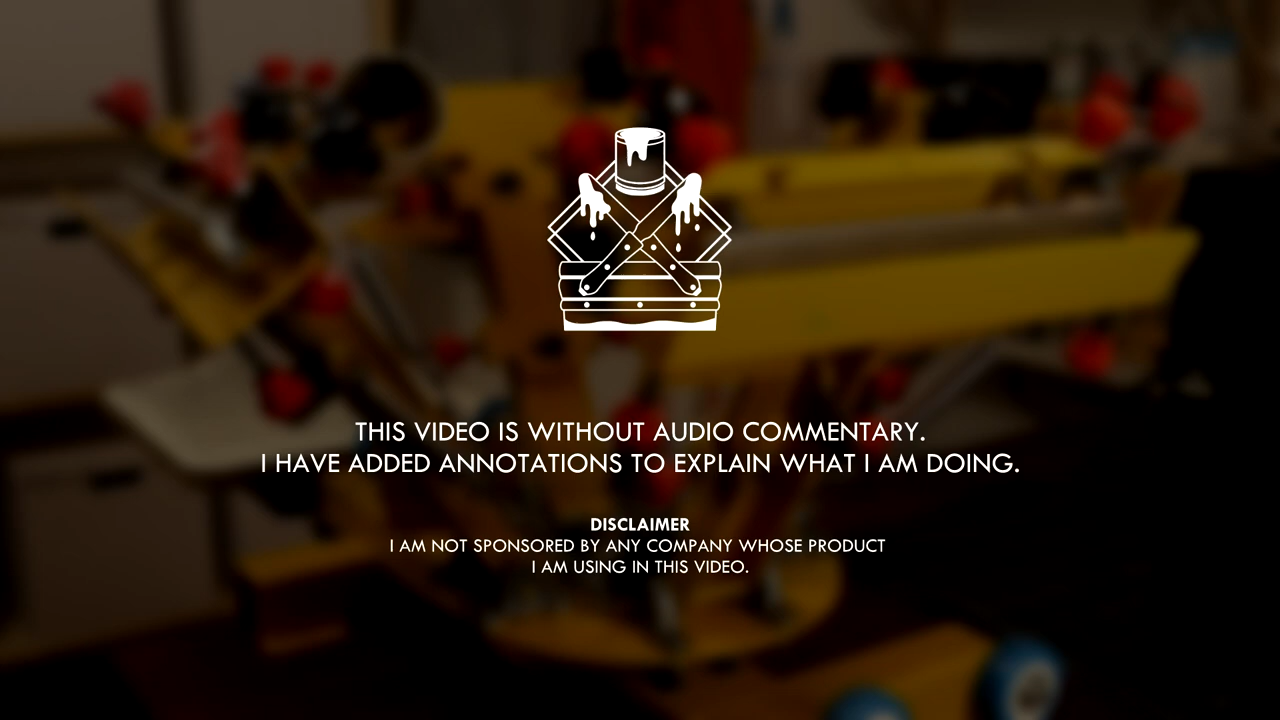 THIS VIDEO IS WITHOUT AUDIO COMMENTARY.
I HAVE ADDED ANNOTATIONS TO EXPLAIN WHAT I AM DOING.
DISCLAIMER
I AM NOT SPONSORED BY ANY COMPANY WHOSE PRODUCT
I AM USING IN THIS VIDEO.